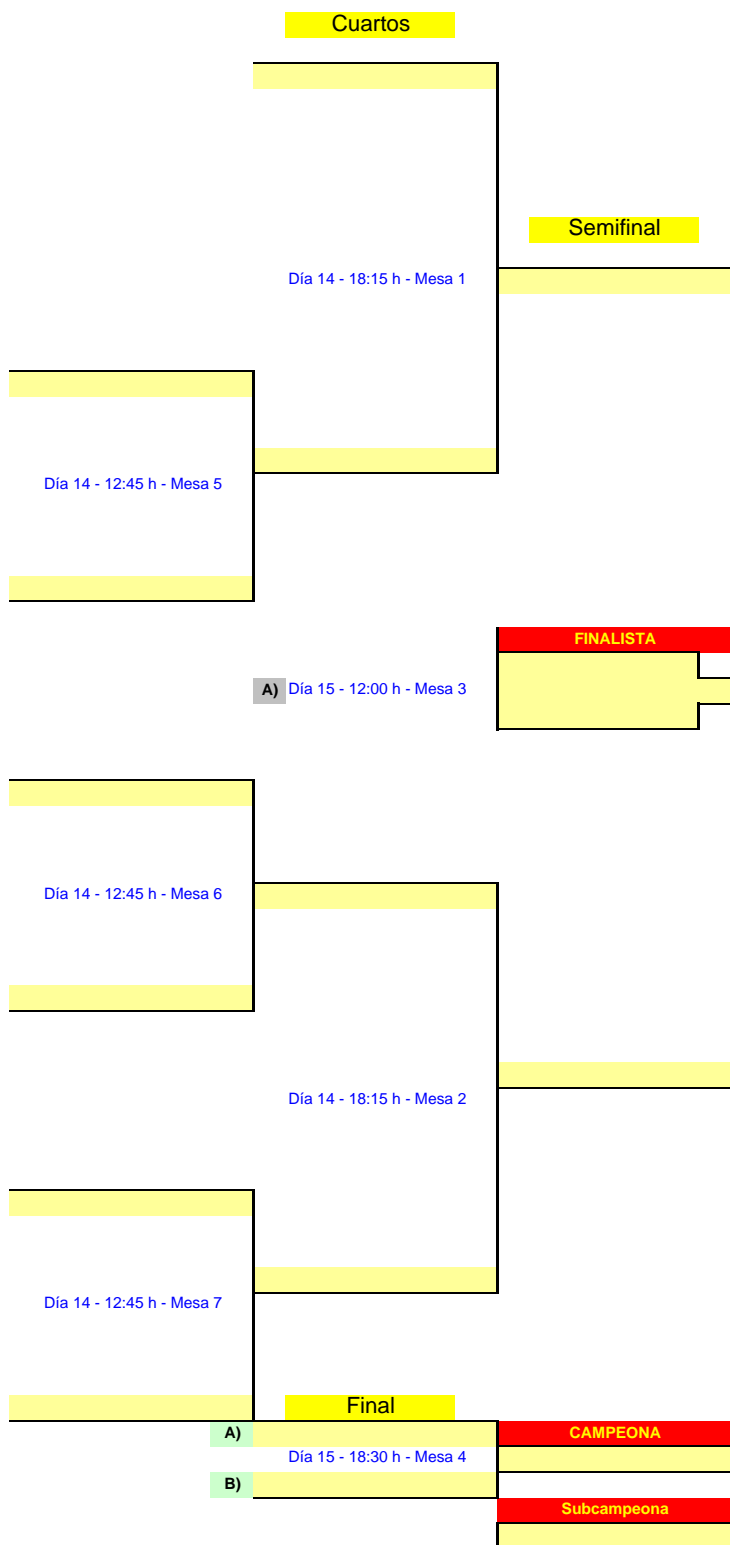 Cuartos
Semifinal
Día 14 - 18:15 h - Mesa 1
Día 14 - 12:45 h - Mesa 5
FINALISTA
A) Día 15 - 12:00 h - Mesa 3
Día 14 - 12:45 h - Mesa 6
Día 14 - 18:15 h - Mesa 2
Día 14 - 12:45 h - Mesa 7
Final
A)
CAMPEONA
Día 15 - 18:30 h - Mesa 4
B)
Subcampeona